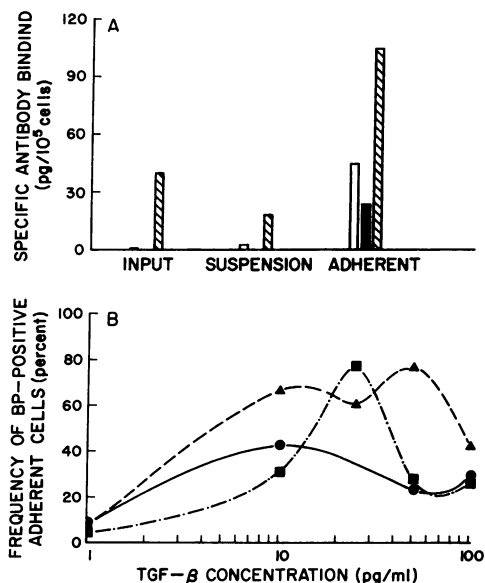 A
SPECIFIC ANTIBODY BINDIND
(pg/10⁵ cells)
120
90
60
30
0
INPUT SUSPENSION ADHERENT
B
FREQUENCY OF BP-POSITIVE
ADHERENT CELLS (percent)
100
80
60
40
20
0
1 10 100
TGF-β CONCENTRATION (pg/ml)